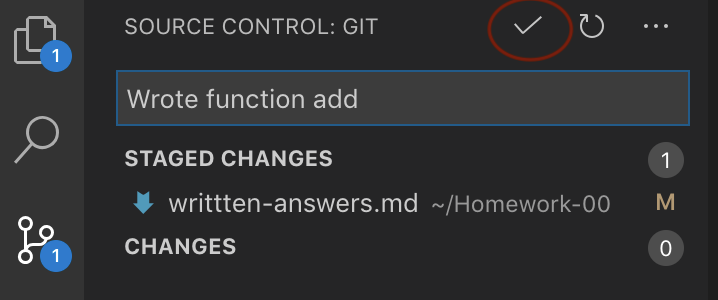 SOURCE CONTROL: GIT
1
Wrote function add
STAGED CHANGES 1
writtten-answers.md ~/Homework-00 M
CHANGES 0
1